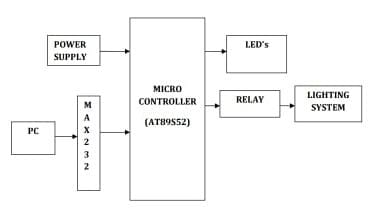 POWER
SUPPLY
LED's
MICRO
CONTROLLER
(AT89S52)
RELAY
LIGHTING
SYSTEM
PC
M
A
X
2
3
2